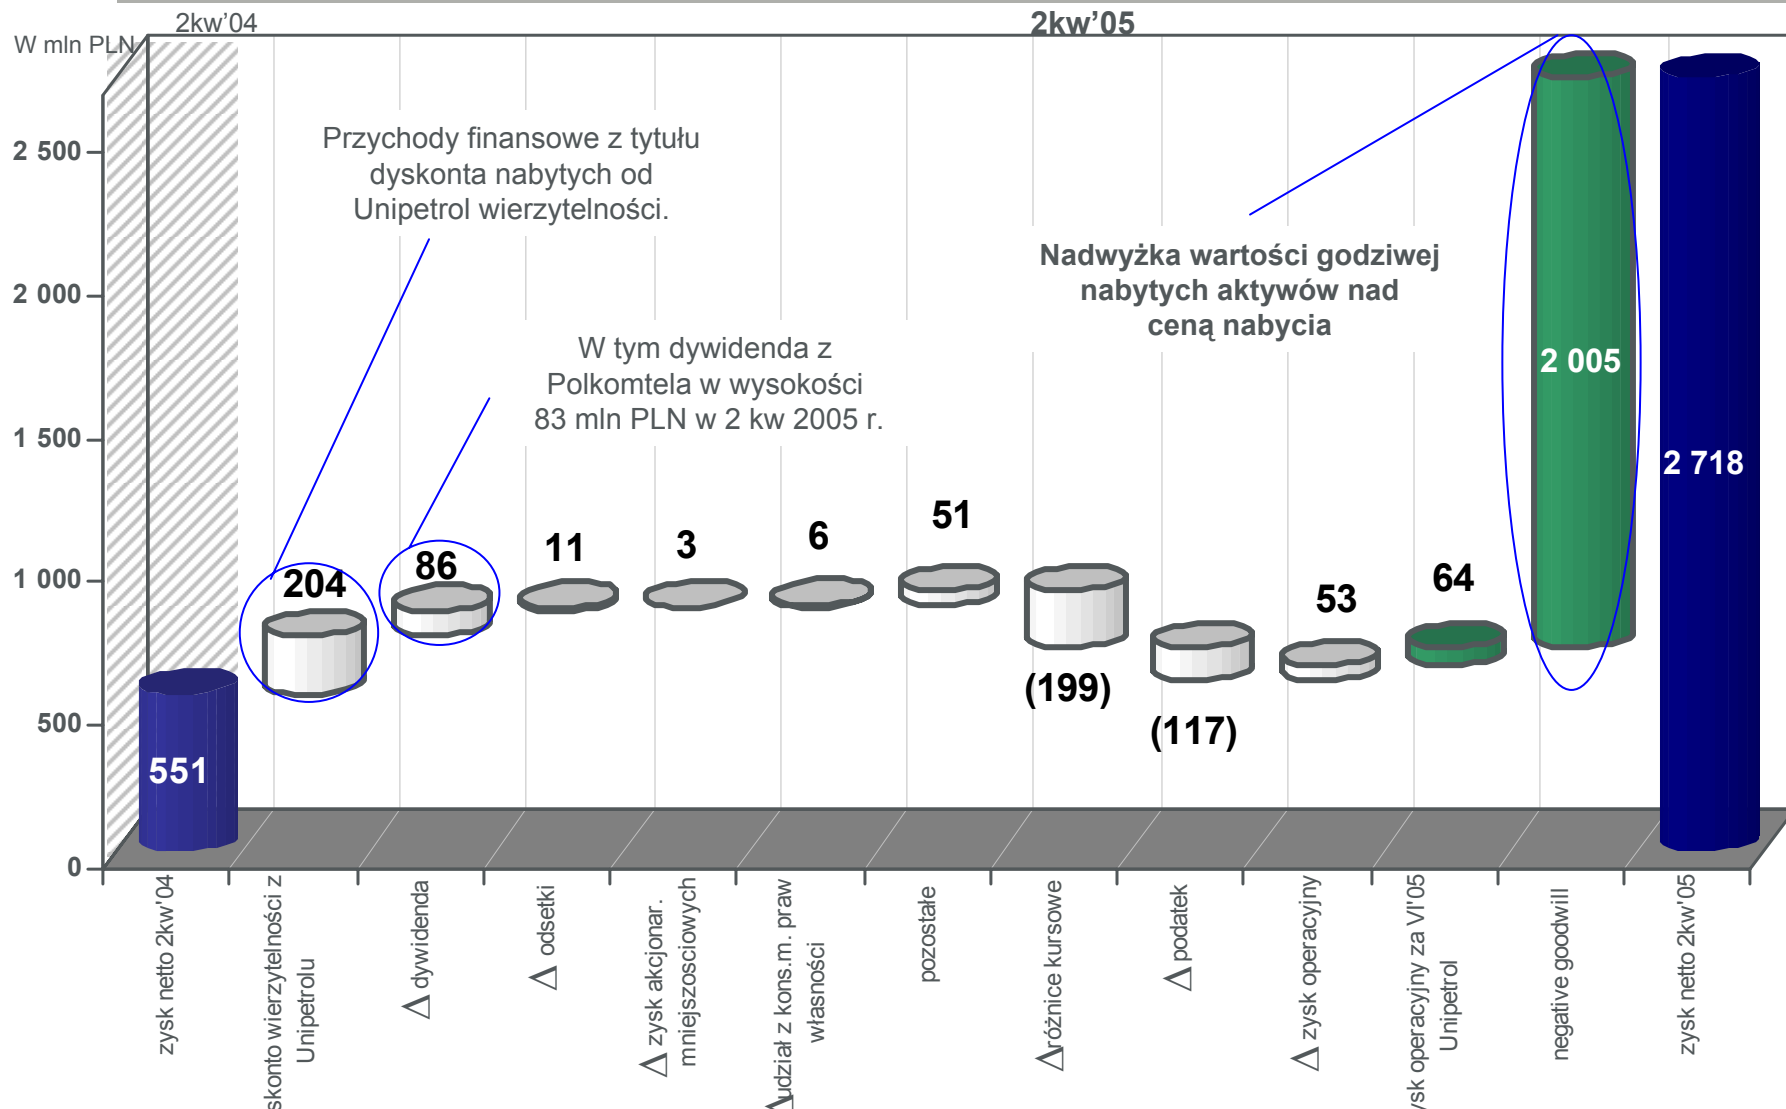 2kw'04
2kw'05
W mln PLN
2 500
2 000
1 500
1 000
500
0
Przychody finansowe z tytułu
dyskonta nabytych od
Unipetrol wierzytelności.
W tym dywidenda z
Polkomtela w wysokości
83 mln PLN w 2 kw 2005 r.
Nadwyżka wartości godziwej
nabytych aktywów nad
ceną nabycia
551
204
86
11
3
6
51
(199)
(117)
53
64
2 005
2 718
zysk netto 2kw'04
skonto wierzytelności z
Unipetrolu
Δ dywidenda
Δ odsetki
Δ zysk akcjonar.
mniejszosciowych
Δudział z kons.m. praw
własności
pozostałe
Δróżnice kursowe
Δ podatek
Δ zysk operacyjny
ysk operacyjny za VI'05
Unipetrol
negative goodwill
zysk netto 2kw'05